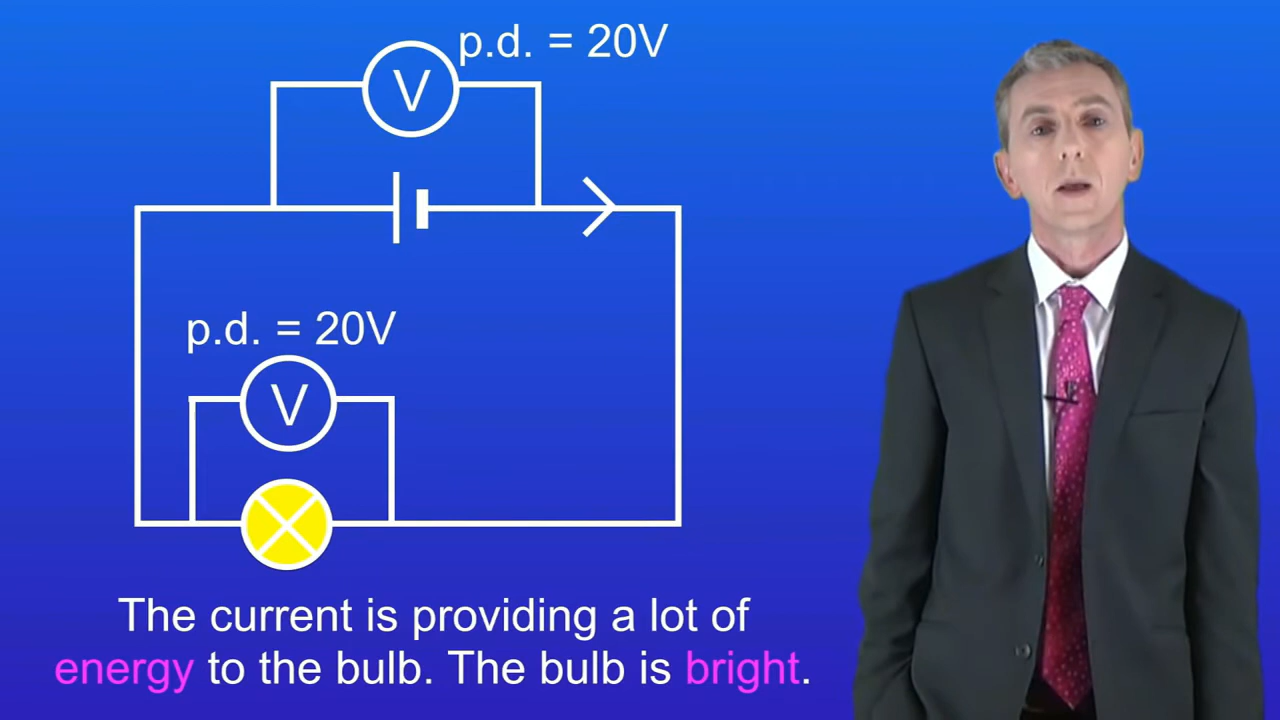 p.d. = 20V
V
p.d. = 20V
V
The current is providing a lot of
energy to the bulb. The bulb is bright.